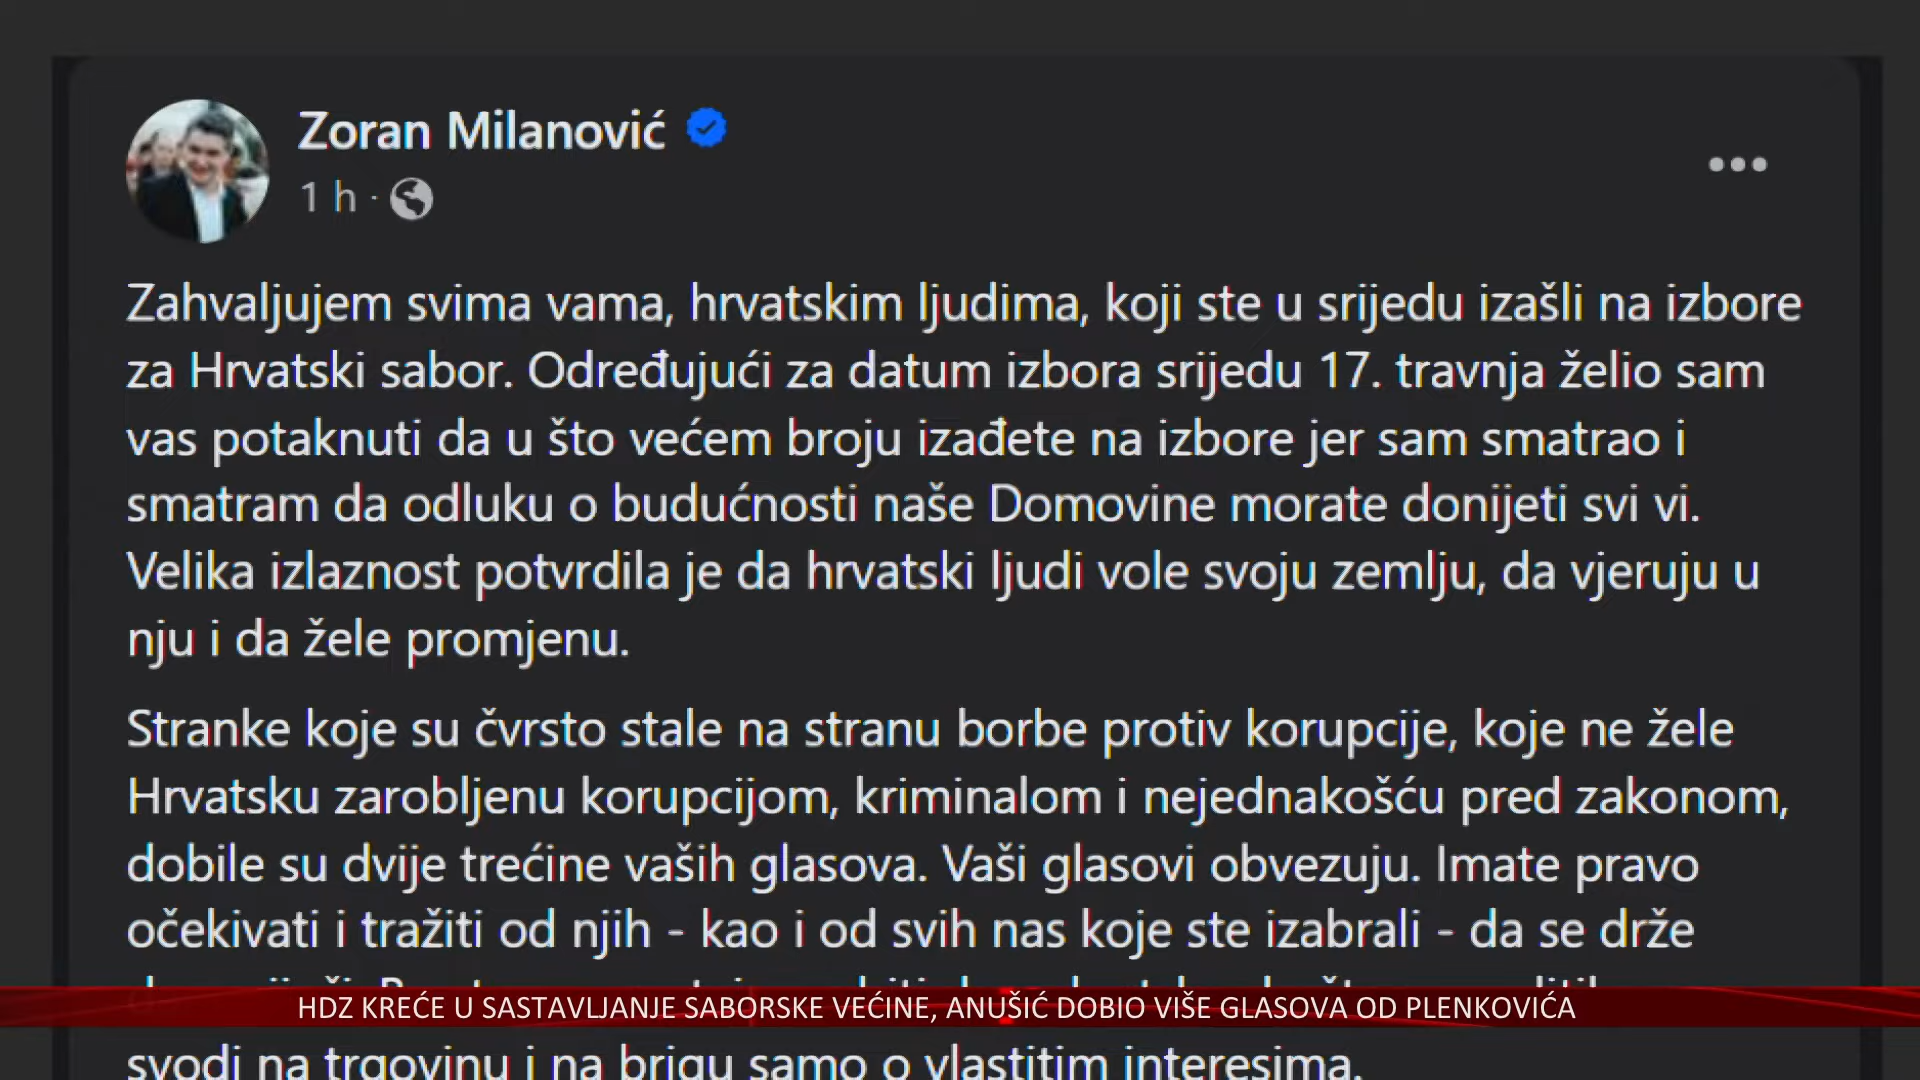 Zoran Milanović
1 h ·
Zahvaljujem svima vama, hrvatskim ljudima, koji ste u srijedu izašli na izbore
za Hrvatski sabor. Određujući za datum izbora srijedu 17. travnja želio sam
vas potaknuti da u što većem broju izađete na izbore jer sam smatrao i
smatram da odluku o budućnosti naše Domovine morate donijeti svi vi.
Velika izlaznost potvrdila je da hrvatski ljudi vole svoju zemlju, da vjeruju u
nju i da žele promjenu.
Stranke koje su čvrsto stale na stranu borbe protiv korupcije, koje ne žele
Hrvatsku zarobljenu korupcijom, kriminalom i nejednakošću pred zakonom,
dobile su dvije trećine vaših glasova. Vaši glasovi obvezuju. Imate pravo
očekivati i tražiti od njih - kao i od svih nas koje ste izabrali - da se drže
HDZ KREĆE U SASTAVLJANJE SABORSKE VEĆINE, ANUŠIĆ DOBIO VIŠE GLASOVA OD PLENKOVIĆA
svodi na trgovinu i na brigu samo o vlastitim interesima.